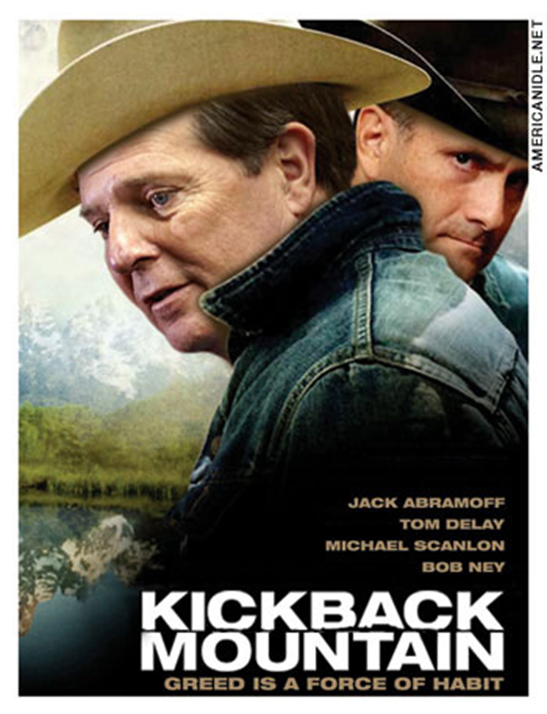 AMERICANIDLE.NET
JACK ABRAMOFF
TOM DELAY
MICHAEL SCANLON
BOB NEY
KICKBACK
MOUNTAIN
GREED IS A FORCE OF HABIT